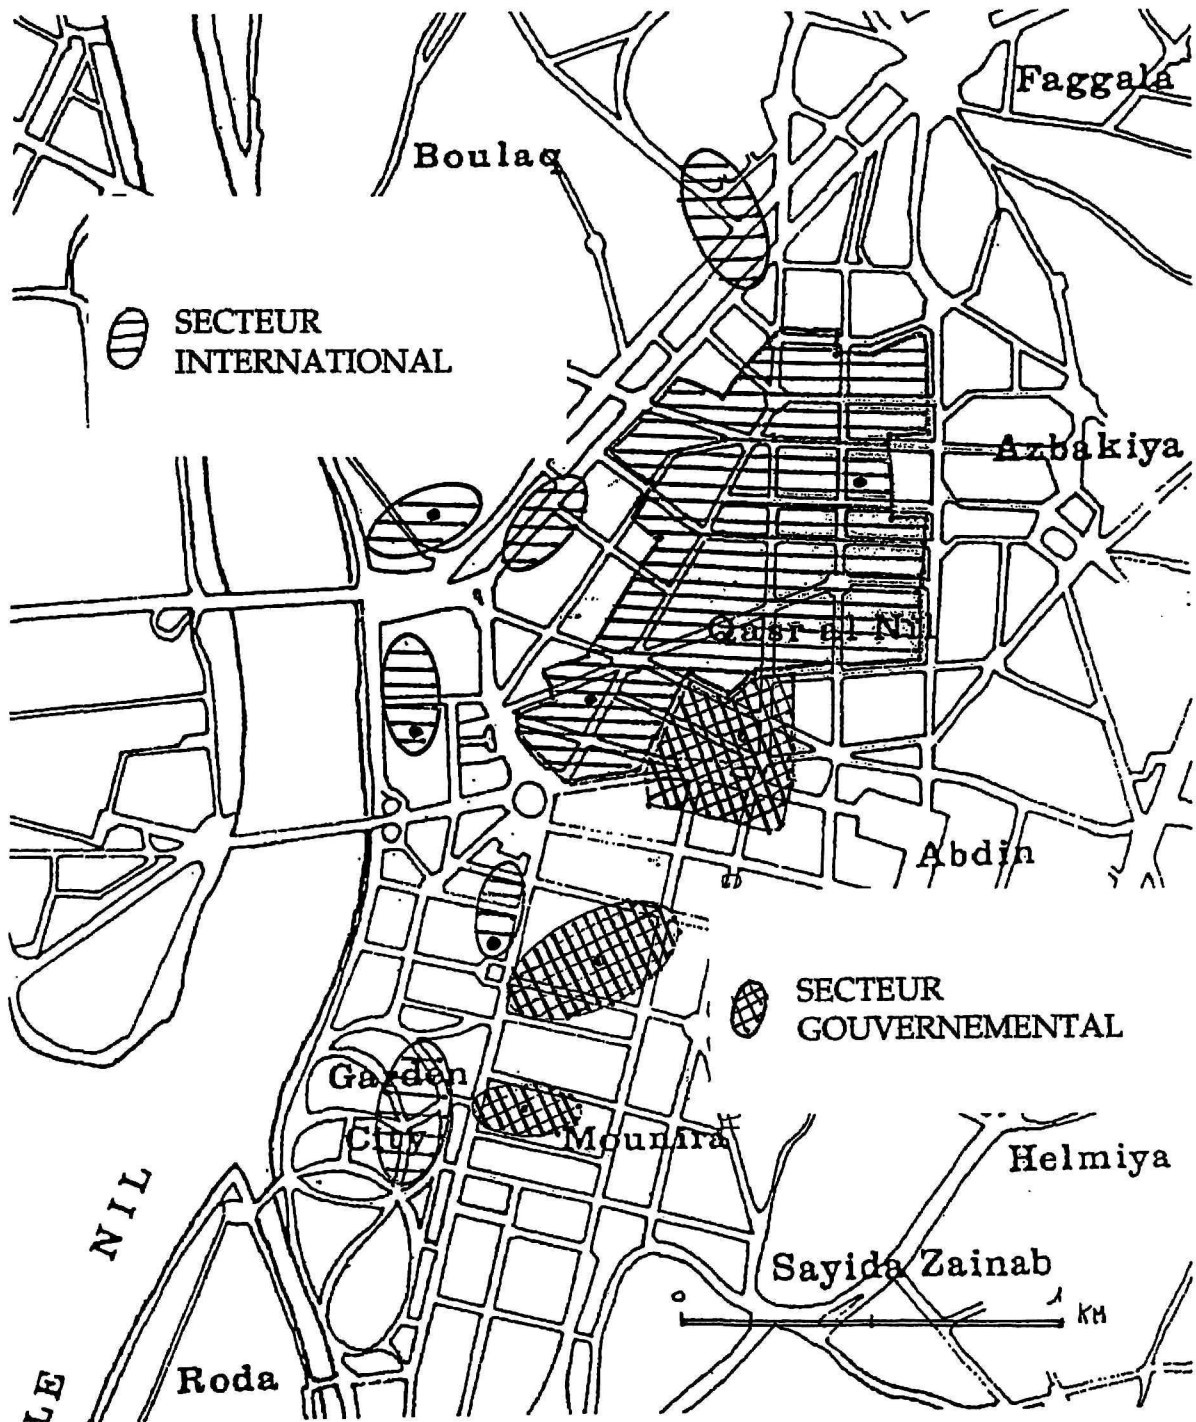 Faggala
Boulaq
SECTEUR
INTERNATIONAL
Azbakiya
Qasr al Nil
Abdin
SECTEUR
GOUVERNEMENTAL
Garden
City
Mounira
Helmiya
NIL
Sayida Zainab
0 1 KM
Roda
LE